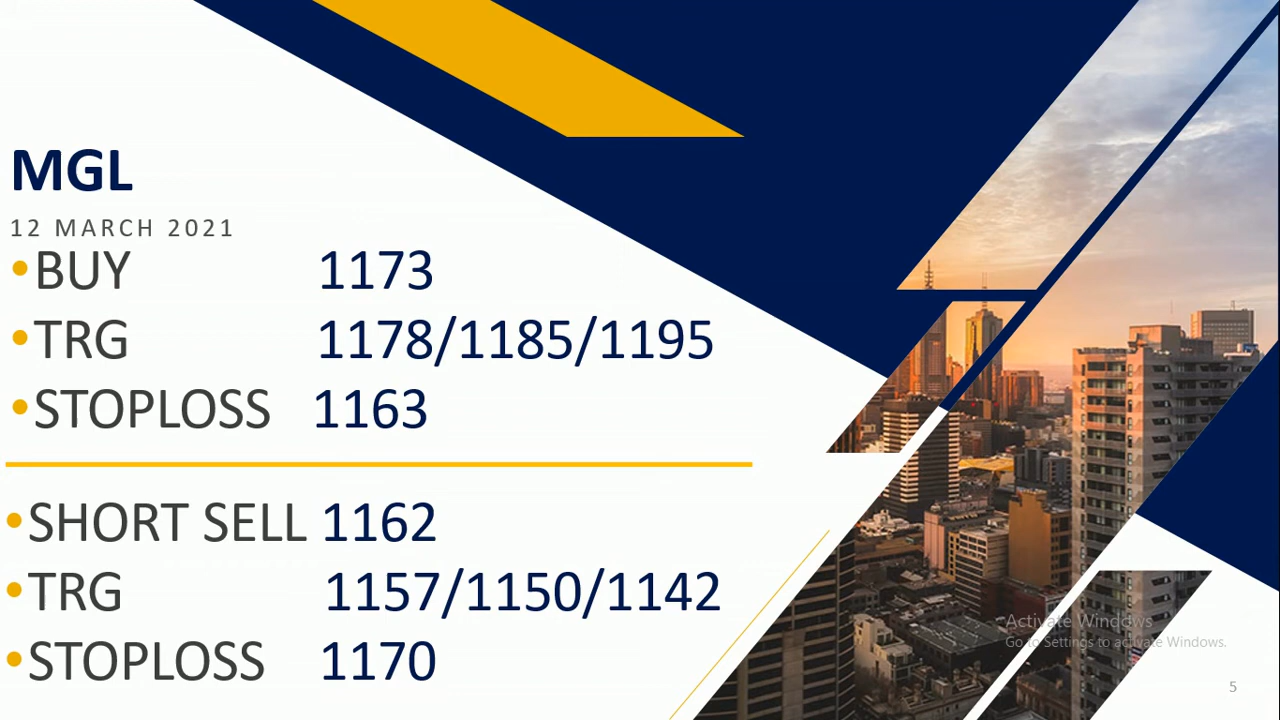 MGL
12 MARCH 2021
•BUY 1173
•TRG 1178/1185/1195
•STOPLOSS 1163
•SHORT SELL 1162
•TRG 1157/1150/1142
•STOPLOSS 1170
Activate Windows
Go to Settings to activate Windows.
5